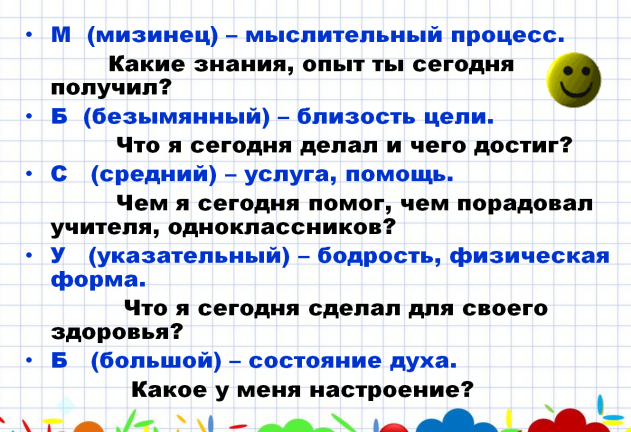 • М (мизинец) – мыслительный процесс.
Какие знания, опыт ты сегодня
получил?
• Б (безымянный) – близость цели.
Что я сегодня делал и чего достиг?
• С (средний) – услуга, помощь.
Чем я сегодня помог, чем порадовал
учителя, одноклассников?
• У (указательный) – бодрость, физическая
форма.
Что я сегодня сделал для своего
здоровья?
• Б (большой) – состояние духа.
Какое у меня настроение?